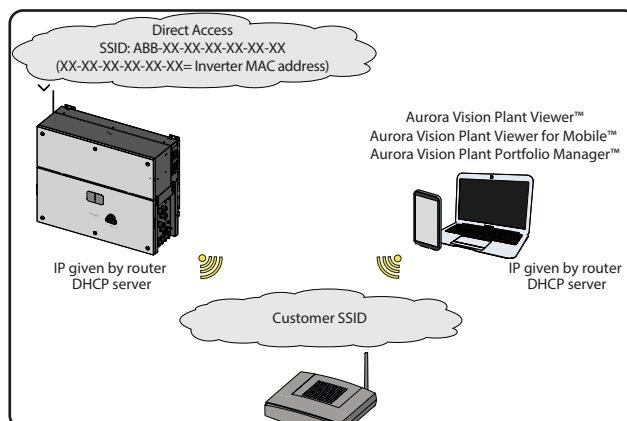 Direct Access
SSID: ABB-XX-XX-XX-XX-XX-XX
(XX-XX-XX-XX-XX-XX= Inverter MAC address)
Aurora Vision Plant Viewer™
Aurora Vision Plant Viewer for Mobile™
Aurora Vision Plant Portfolio Manager™
IP given by router
DHCP server
IP given by router
DHCP server
Customer SSID